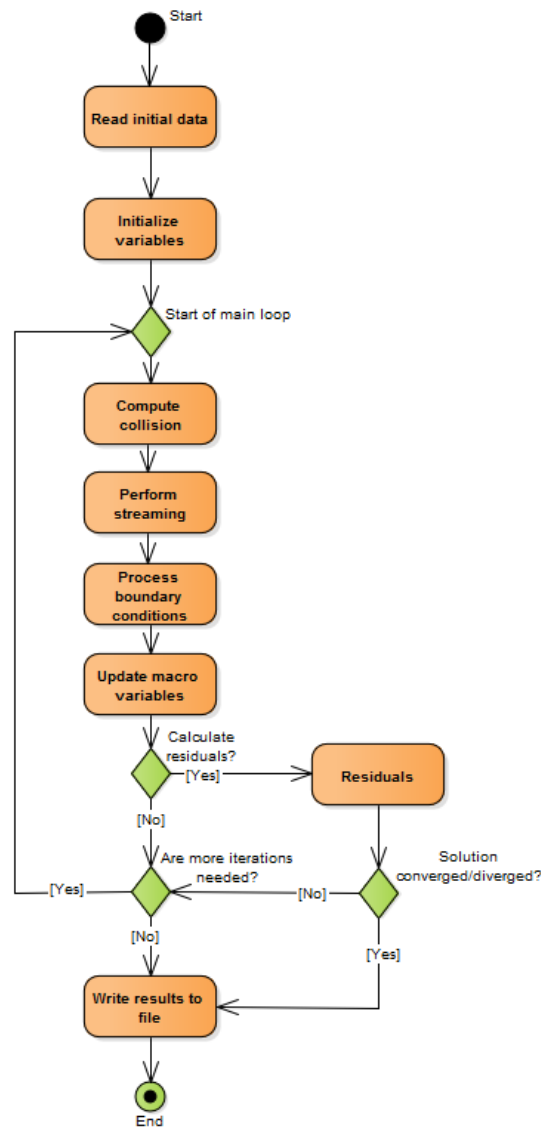 Start
Read initial data
Initialize
variables
Start of main loop
Compute
collision
Perform
streaming
Process
boundary
conditions
Update macro
variables
Calculate
residuals?
[Yes]
Residuals
[No]
Are more iterations
needed?
Solution
converged/diverged?
[Yes]
[No]
[No]
[Yes]
Write results to
file
End